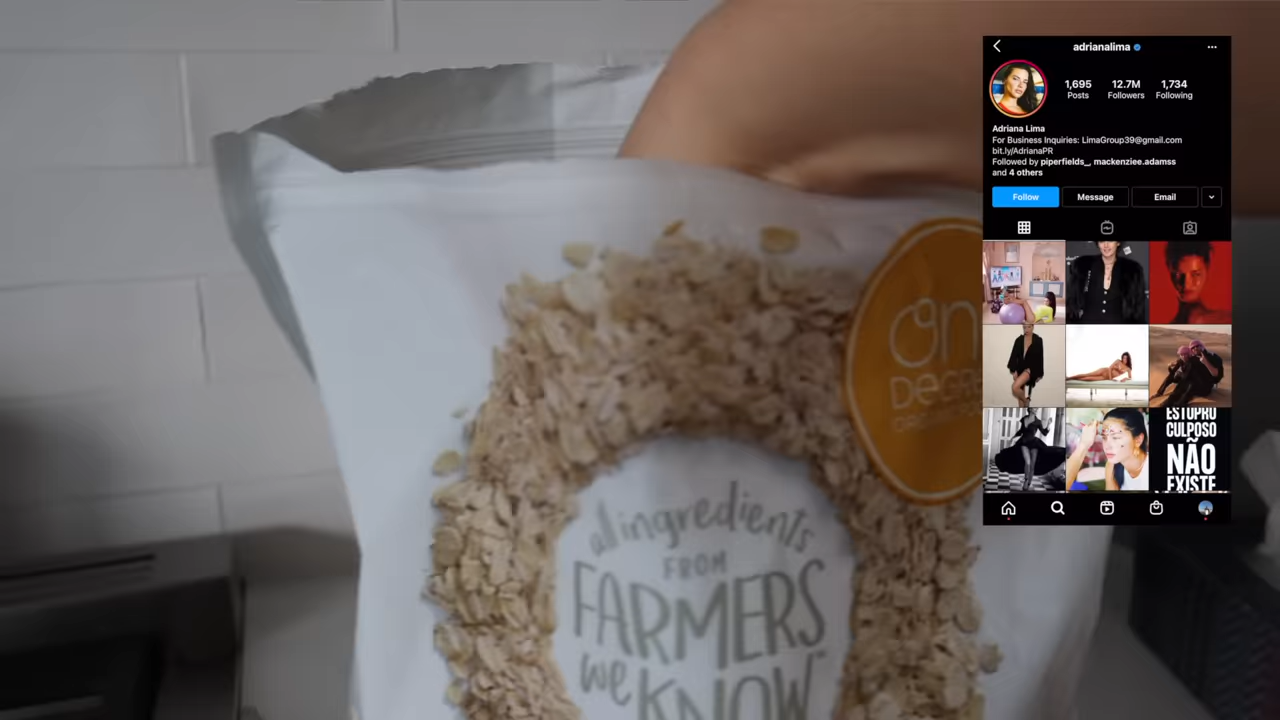 adrianalima
1,695
12.7M
1,734
Posts
Followers
Following
Adriana Lima
For Business Inquiries: LimaGroup39@gmail.com
bit.ly/AdrianaPR
Followed by piperfields_, mackenziee.adamss
and 4 others
Follow
Message
Email
ESTUPRO
CULPOSO
NÃO
EXISTE
all ingredients
FROM
FARMERS
we KNOW